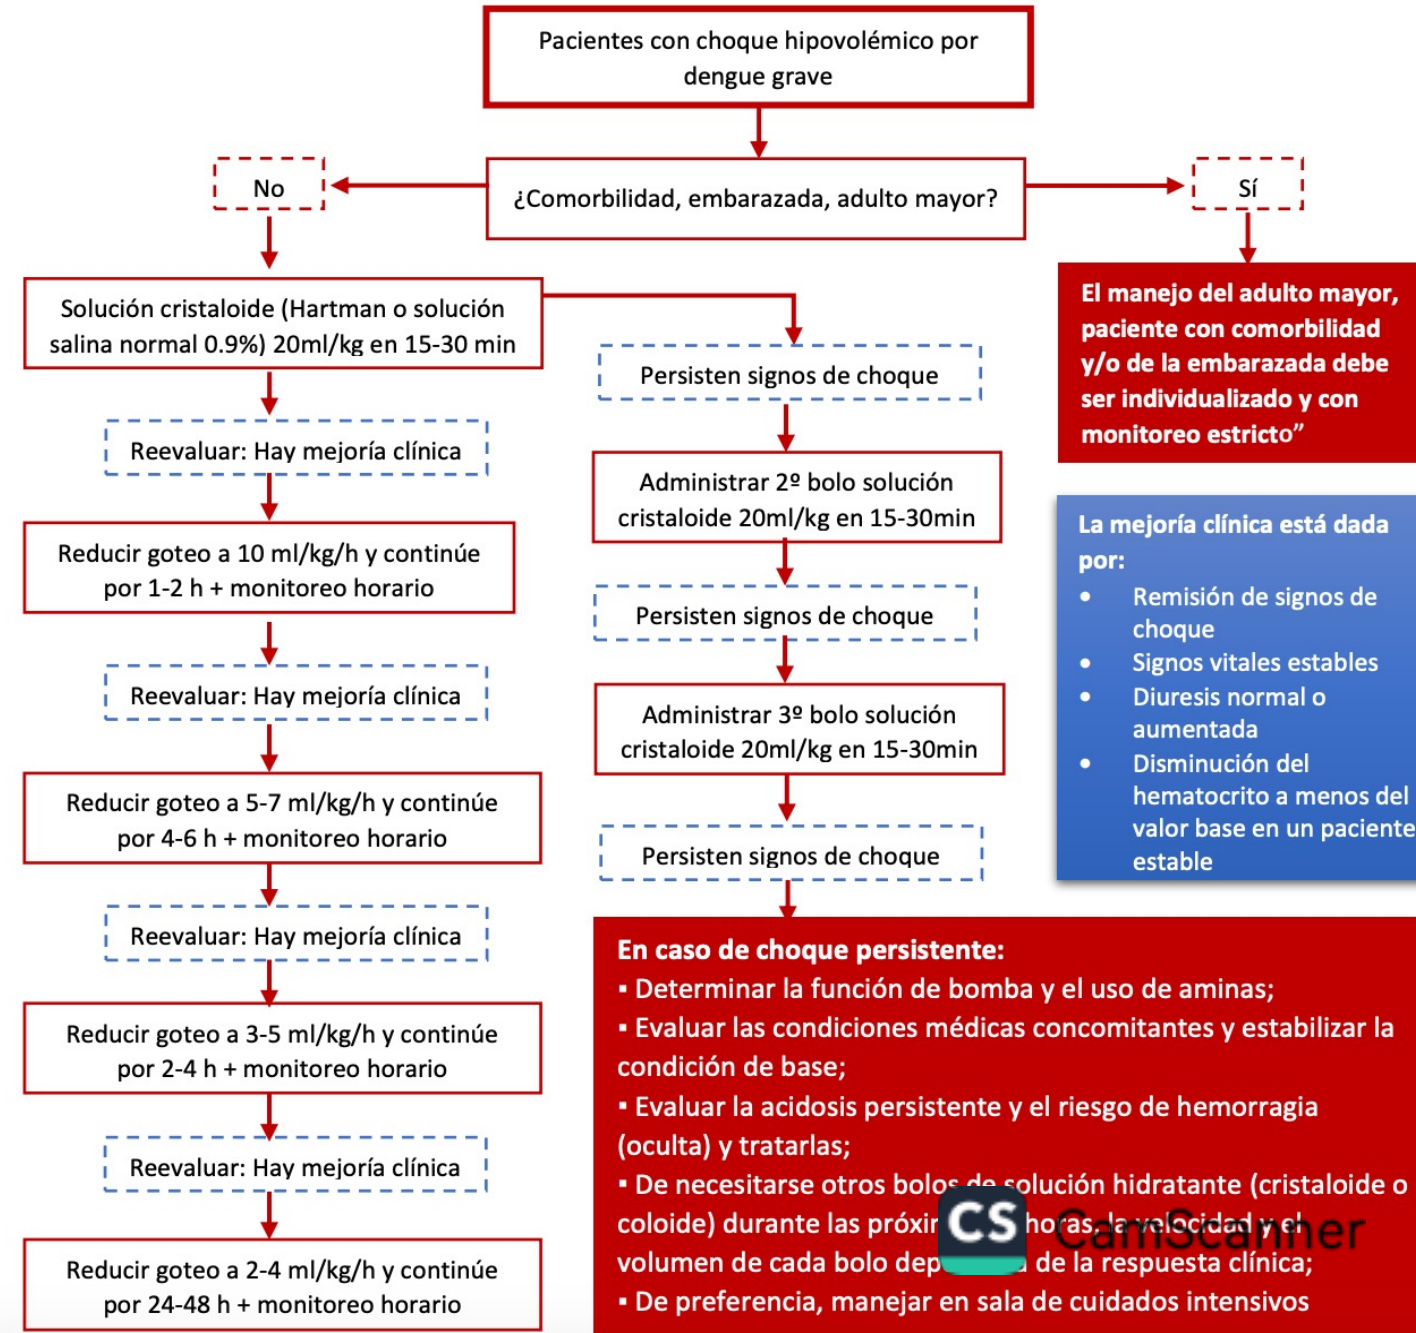 Pacientes con choque hipovolémico por
dengue grave
¿Comorbilidad, embarazada, adulto mayor?
No
Sí
Solución cristaloide (Hartman o solución
salina normal 0.9%) 20ml/kg en 15-30 min
Reevaluar: Hay mejoría clínica
Reducir goteo a 10 ml/kg/h y continúe
por 1-2 h + monitoreo horario
Reevaluar: Hay mejoría clínica
Reducir goteo a 5-7 ml/kg/h y continúe
por 4-6 h + monitoreo horario
Reevaluar: Hay mejoría clínica
Reducir goteo a 3-5 ml/kg/h y continúe
por 2-4 h + monitoreo horario
Reevaluar: Hay mejoría clínica
Reducir goteo a 2-4 ml/kg/h y continúe
por 24-48 h + monitoreo horario
Persisten signos de choque
Administrar 2º bolo solución
cristaloide 20ml/kg en 15-30min
Persisten signos de choque
Administrar 3º bolo solución
cristaloide 20ml/kg en 15-30min
Persisten signos de choque
En caso de choque persistente:
▪ Determinar la función de bomba y el uso de aminas;
▪ Evaluar las condiciones médicas concomitantes y estabilizar la
condición de base;
▪ Evaluar la acidosis persistente y el riesgo de hemorragia
(oculta) y tratarlas;
▪ De necesitarse otros bolos de solución hidratante (cristaloide o
coloide) durante las horas, la velocidad y el
volumen de cada bolo de la respuesta clínica;
▪ De preferencia, manejar en sala de cuidados intensivos
El manejo del adulto mayor,
paciente con comorbilidad
y/o de la embarazada debe
ser individualizado y con
monitoreo estricto”
La mejoría clínica está dada
por:
• Remisión de signos de
choque
• Signos vitales estables
• Diuresis normal o
aumentada
• Disminución del
hematocrito a menos del
valor base en un paciente
estable
CS CamScanner